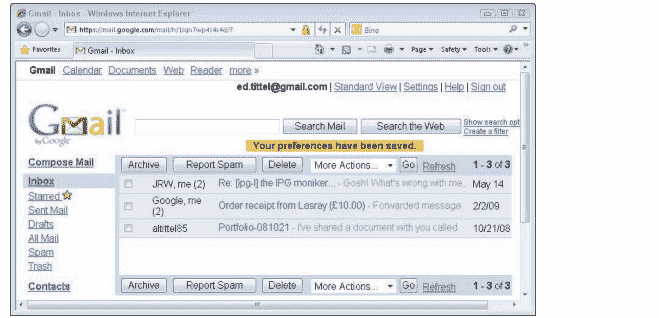 Gmail - Inbox - Windows Internet Explorer
https://mail.google.com/mail/h/1lqn7wp4r4x4d/?
Bing
Favorites Gmail - Inbox Page Safety Tools
Gmail Calendar Documents Web Reader more »
ed.tittel@gmail.com | Standard View | Settings | Help | Sign out
Gmail
by Google
Search Mail Search the Web Show search opt
Create a filter
Your preferences have been saved.
Compose Mail
Archive Report Spam Delete More Actions... Go Refresh 1 - 3 of 3
Inbox
JRW, me (2) Re: [ipg-l] the IPG moniker... - Gosh! What's wrong with me, May 14
Starred
Google, me (2) Order receipt from Lesray (£10.00) - Forwarded message 2/2/09
Sent Mail
Drafts
albittel85 Portfolio-081021 - I've shared a document with you called 10/21/08
All Mail
Spam
Trash
Contacts
Archive Report Spam Delete More Actions... Go Refresh 1 - 3 of 3